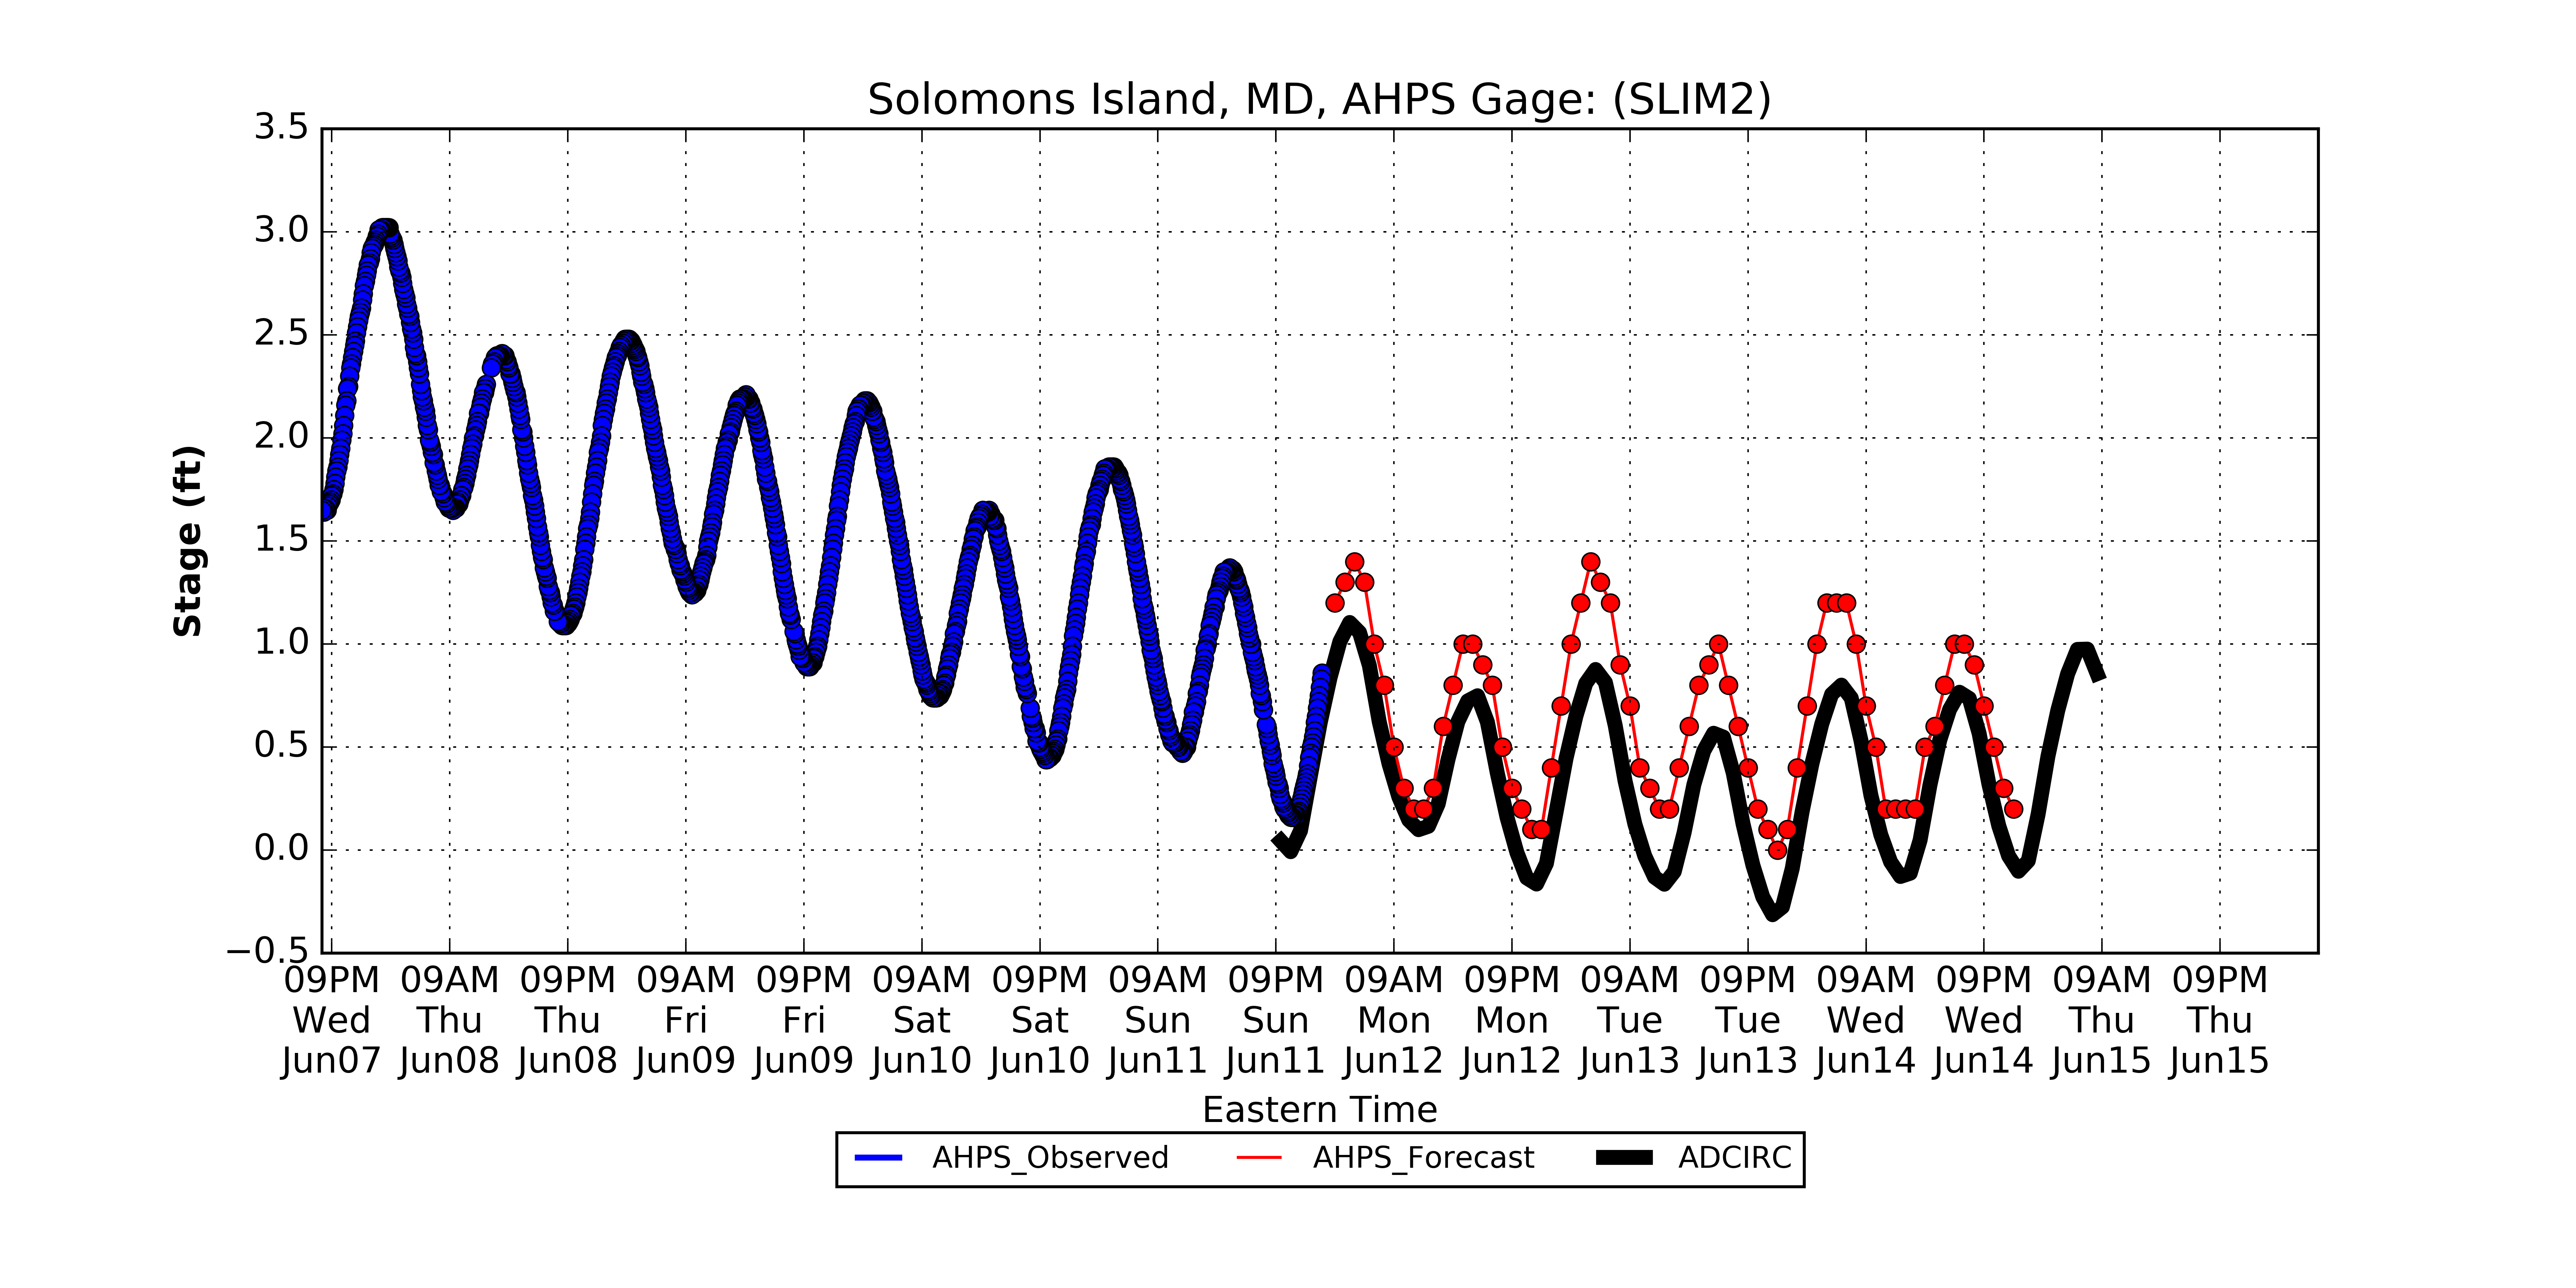 Solomons Island, MD, AHPS Gage: (SLIM2)
3.5
3.0
2.5
2.0
1.5
1.0
0.5
0.0
−0.5
Stage (ft)
09PM 09AM 09PM 09AM 09PM 09AM 09PM 09AM 09PM 09AM 09PM 09AM 09PM 09AM 09PM 09AM 09PM
Wed Thu Thu Fri Fri Sat Sat Sun Sun Mon Mon Tue Tue Wed Wed Thu Thu
Jun07 Jun08 Jun08 Jun09 Jun09 Jun10 Jun10 Jun11 Jun11 Jun12 Jun12 Jun13 Jun13 Jun14 Jun14 Jun15 Jun15
Eastern Time
AHPS_Observed AHPS_Forecast ADCIRC